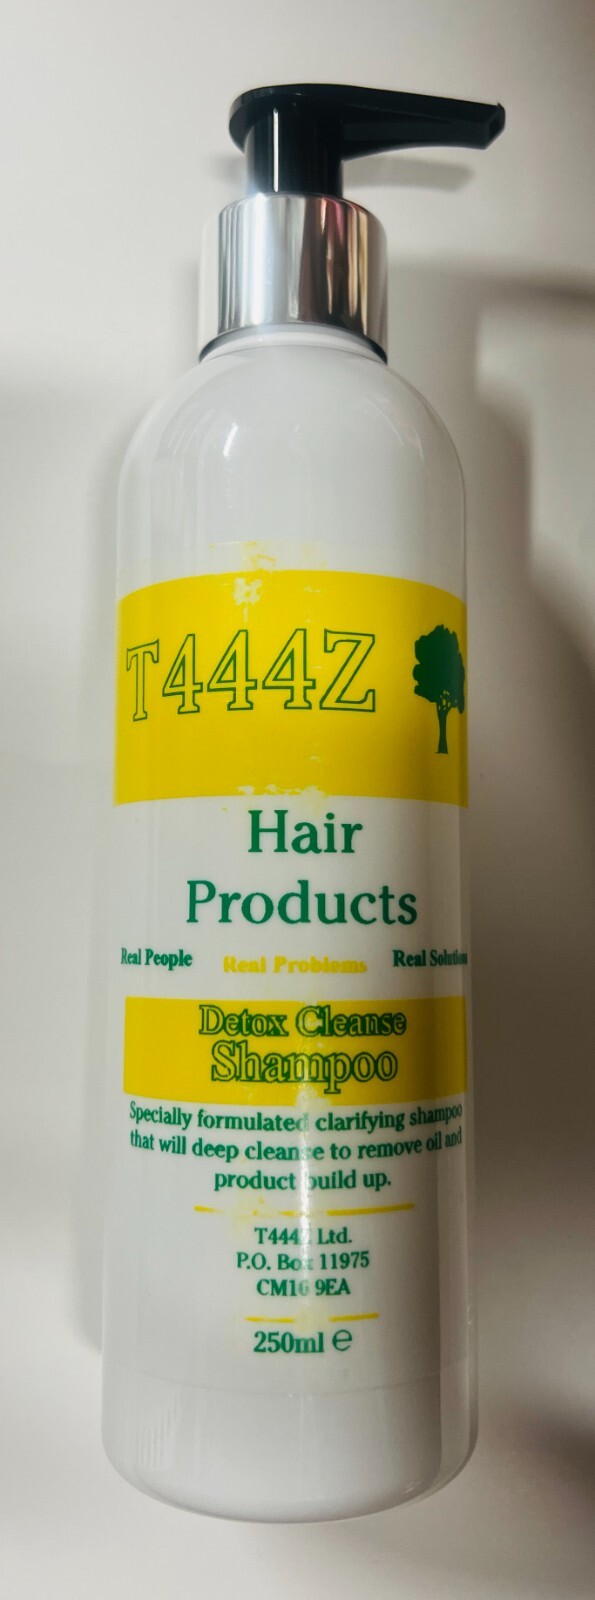 T444Z
Hair
Products
Real People Real Problems Real Solutions
Detox Cleanse
Shampoo
Specially formulated clarifying shampoo
that will deep cleanse to remove oil and
product build up.
T444Z Ltd.
P.O. Box 11975
CM16 9EA
250ml ℮